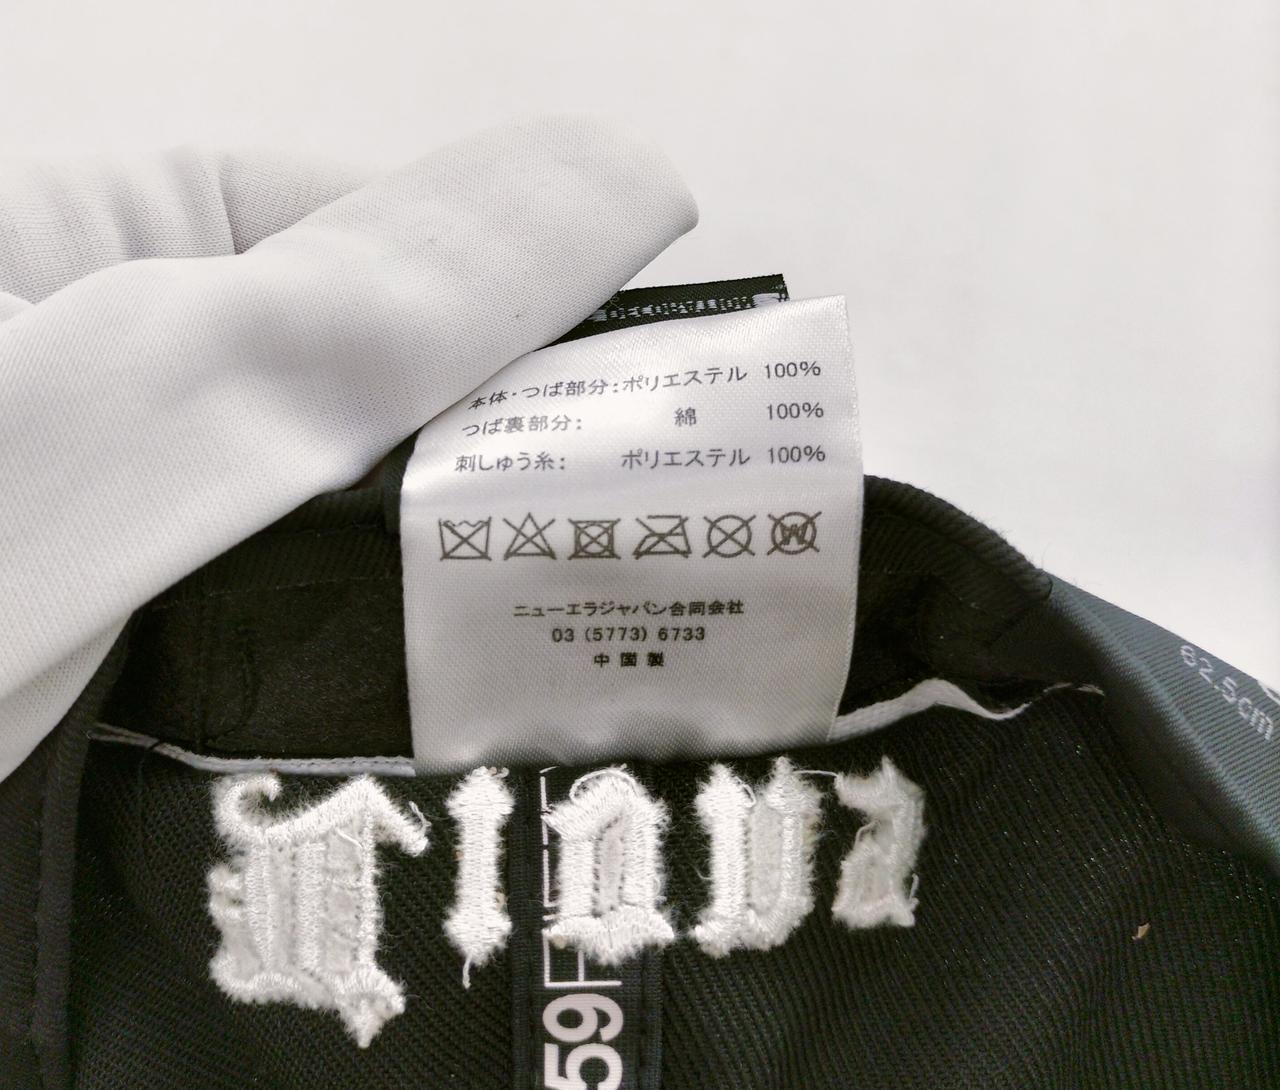 本体・つば部分:ポリエステル 100%
つば裏部分: 綿 100%
刺しゅう糸: ポリエステル 100%
W
ニューエラジャパン合同会社
03 (5773) 6733
中国製
62.5cm
59FIFTY